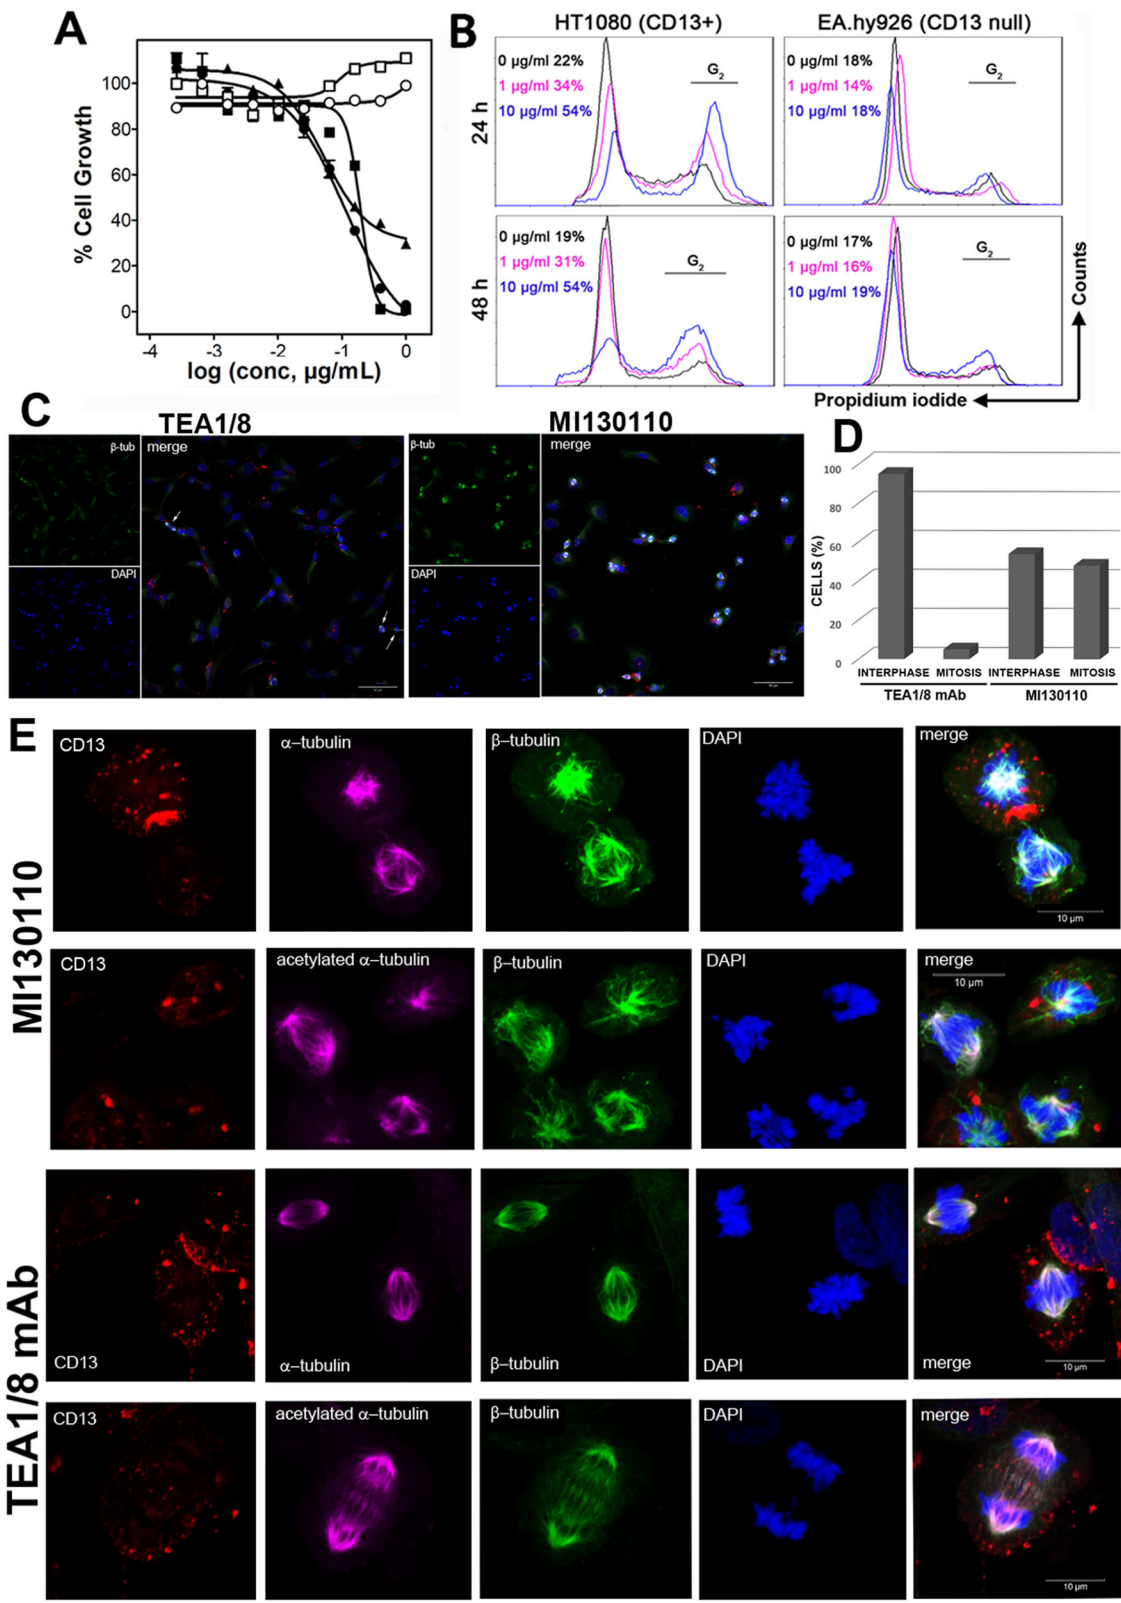 A
% Cell Growth
100
80
60
40
20
0
-4
-3
-2
-1
0
log (conc, µg/mL)
B
HT1080 (CD13+)
EA.hy926 (CD13 null)
24 h
0 µg/ml 22%
1 µg/ml 34%
10 µg/ml 54%
G2
0 µg/ml 18%
1 µg/ml 14%
10 µg/ml 18%
G2
48 h
0 µg/ml 19%
1 µg/ml 31%
10 µg/ml 54%
G2
0 µg/ml 17%
1 µg/ml 16%
10 µg/ml 19%
G2
Counts
Propidium iodide
C
TEA1/8
MI130110
β-tub
merge
DAPI
β-tub
merge
DAPI
D
CELLS (%)
100
80
60
40
20
0
INTERPHASE MITOSIS INTERPHASE MITOSIS
TEA1/8 mAb MI130110
E
MI130110
CD13
α–tubulin
β–tubulin
DAPI
merge
10 µm
CD13
acetylated α–tubulin
β–tubulin
DAPI
merge
10 µm
TEA1/8 mAb
CD13
α–tubulin
β–tubulin
DAPI
merge
10 µm
CD13
acetylated α–tubulin
β–tubulin
DAPI
merge
10 µm